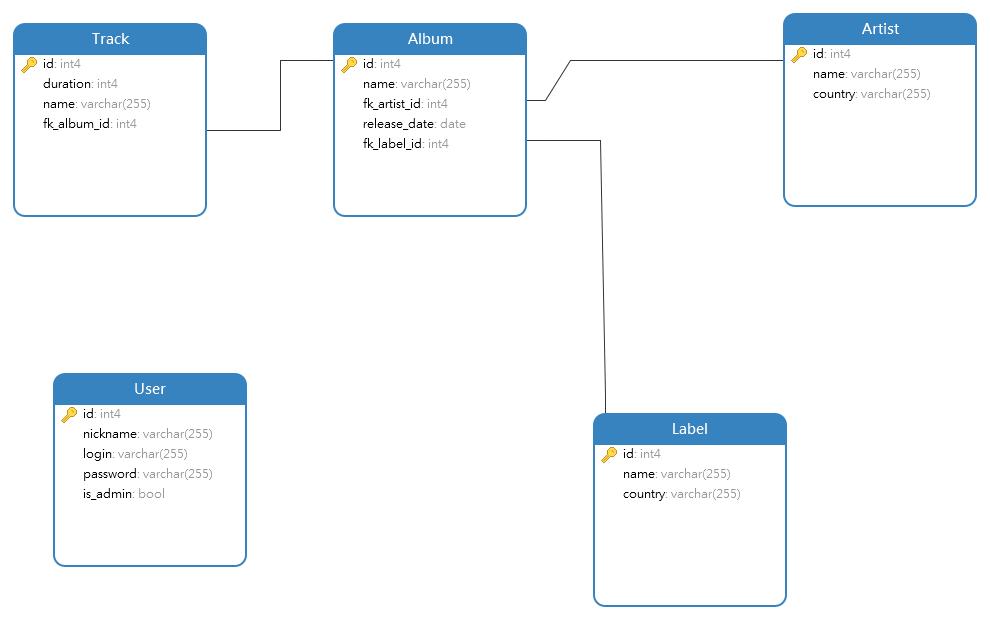 Track
id: int4
duration: int4
name: varchar(255)
fk_album_id: int4
Album
id: int4
name: varchar(255)
fk_artist_id: int4
release_date: date
fk_label_id: int4
Artist
id: int4
name: varchar(255)
country: varchar(255)
User
id: int4
nickname: varchar(255)
login: varchar(255)
password: varchar(255)
is_admin: bool
Label
id: int4
name: varchar(255)
country: varchar(255)